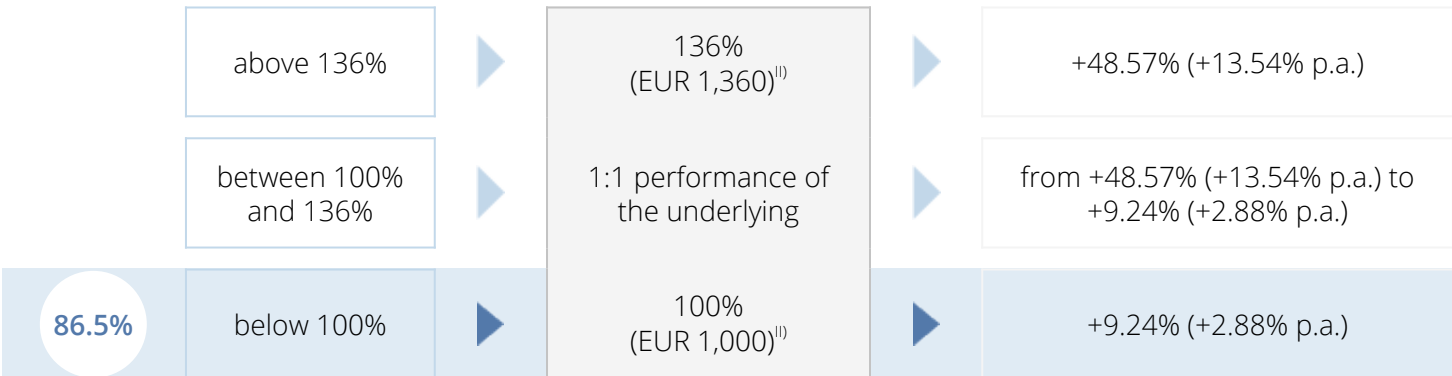 above 136%
136%
(EUR 1,360)II)
+48.57% (+13.54% p.a.)
between 100%
and 136%
1:1 performance of
the underlying
from +48.57% (+13.54% p.a.) to
+9.24% (+2.88% p.a.)
86.5%
below 100%
100%
(EUR 1,000)II)
+9.24% (+2.88% p.a.)